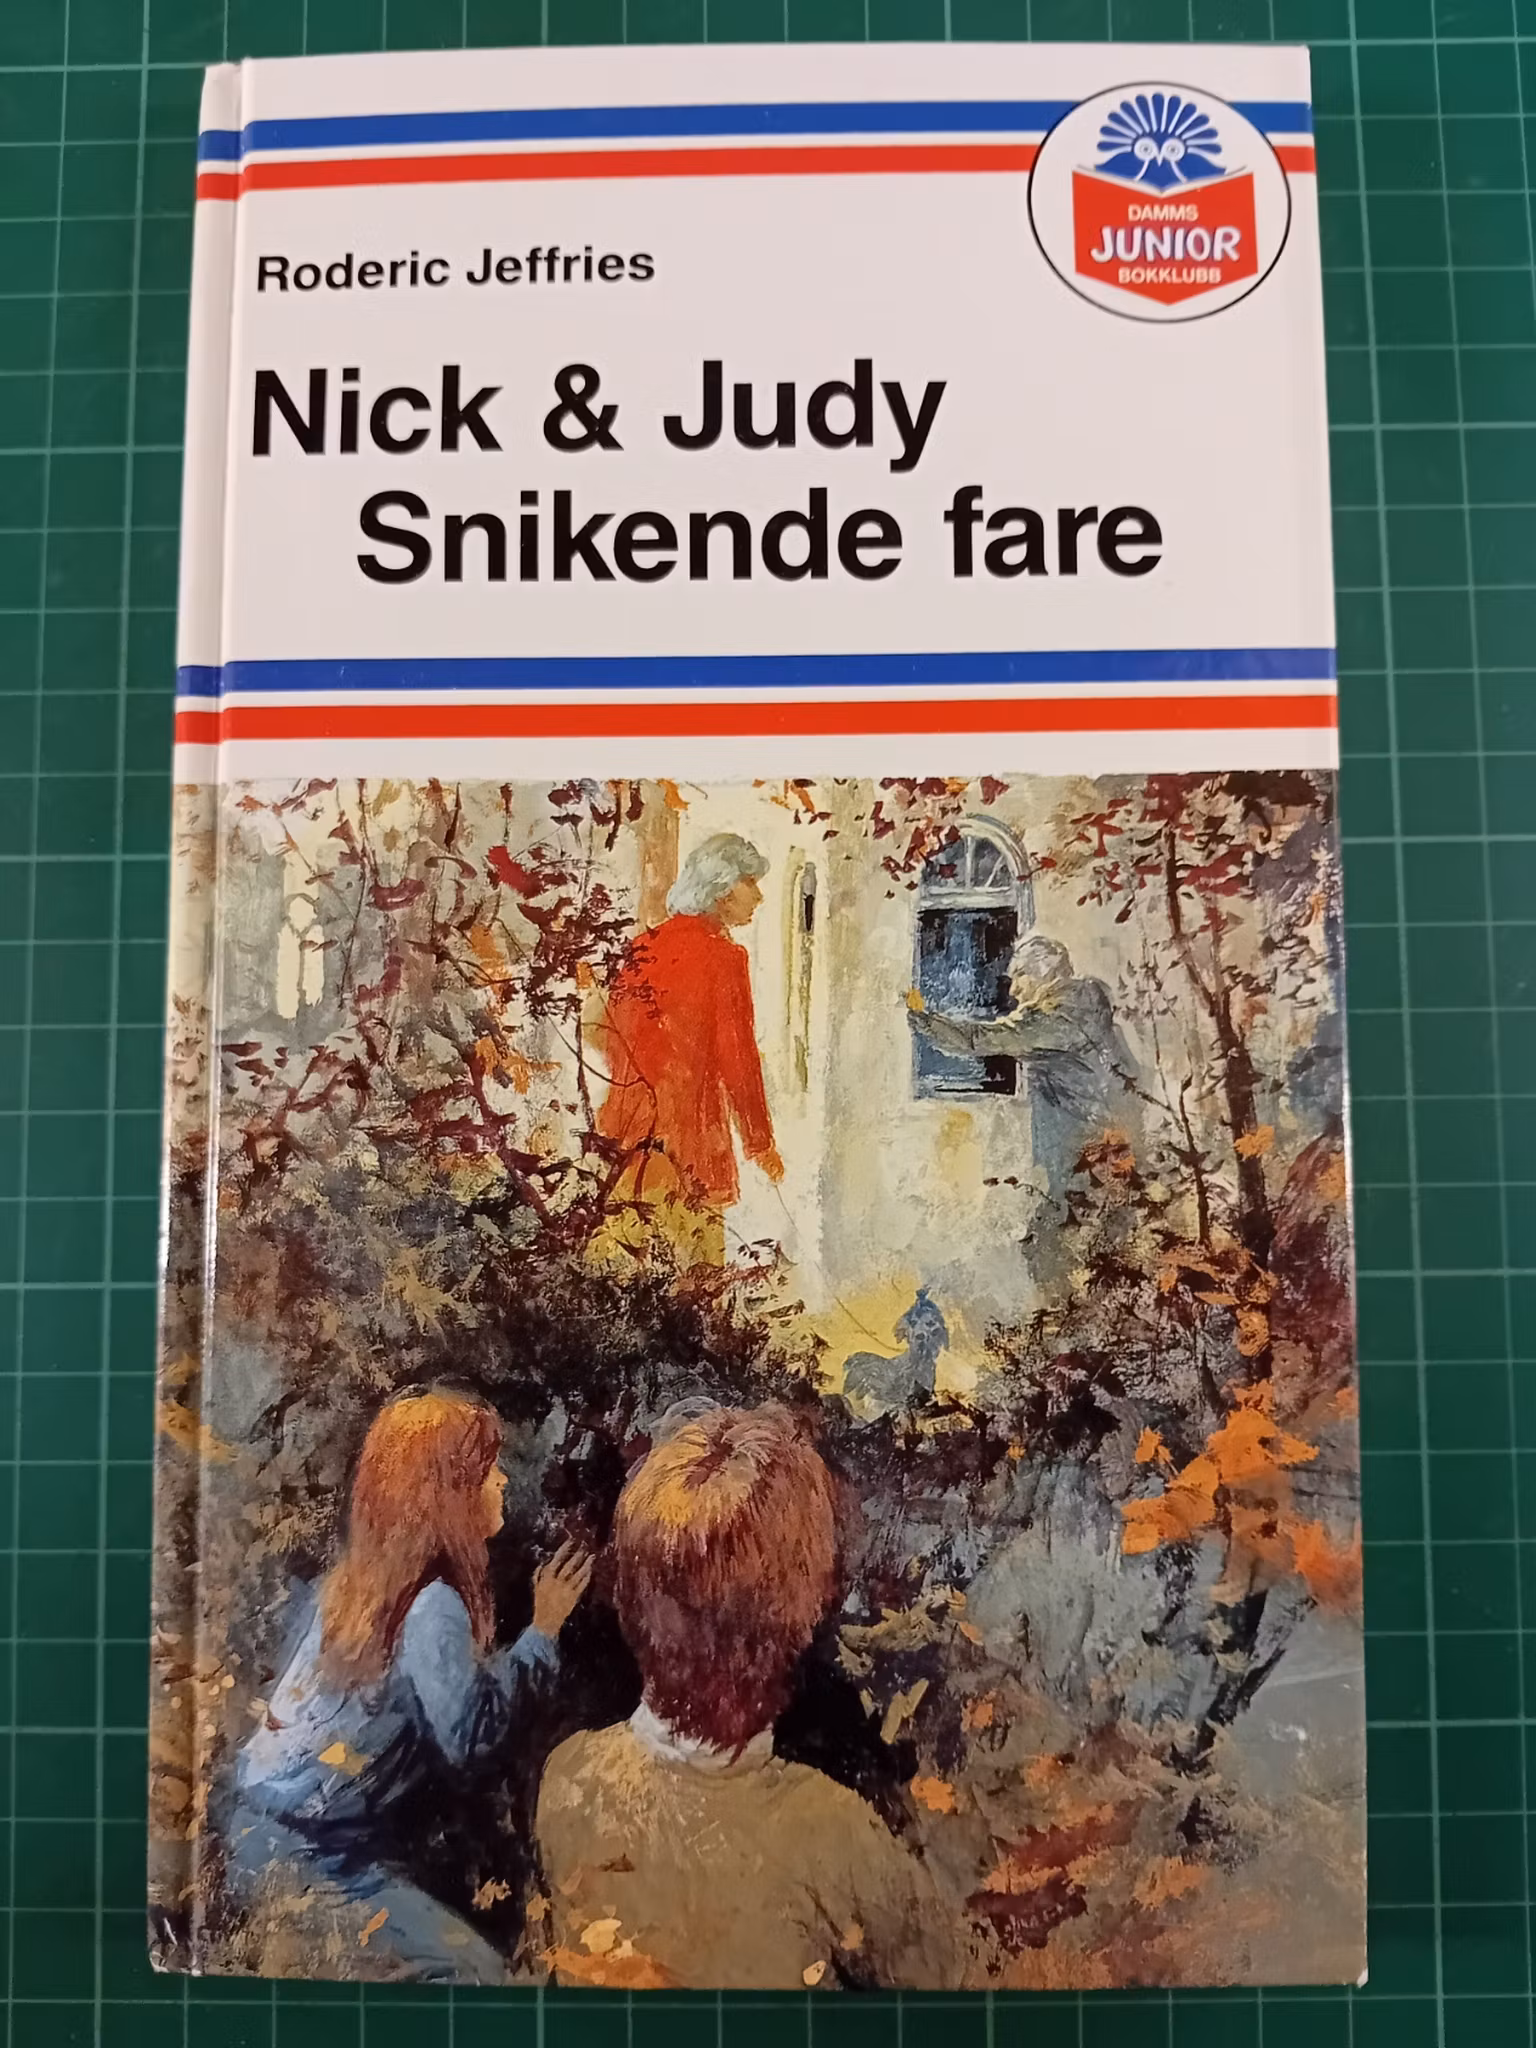 DAMMS
JUNIOR
BOKKLUBB
Roderic Jeffries
Nick & Judy
Snikende fare